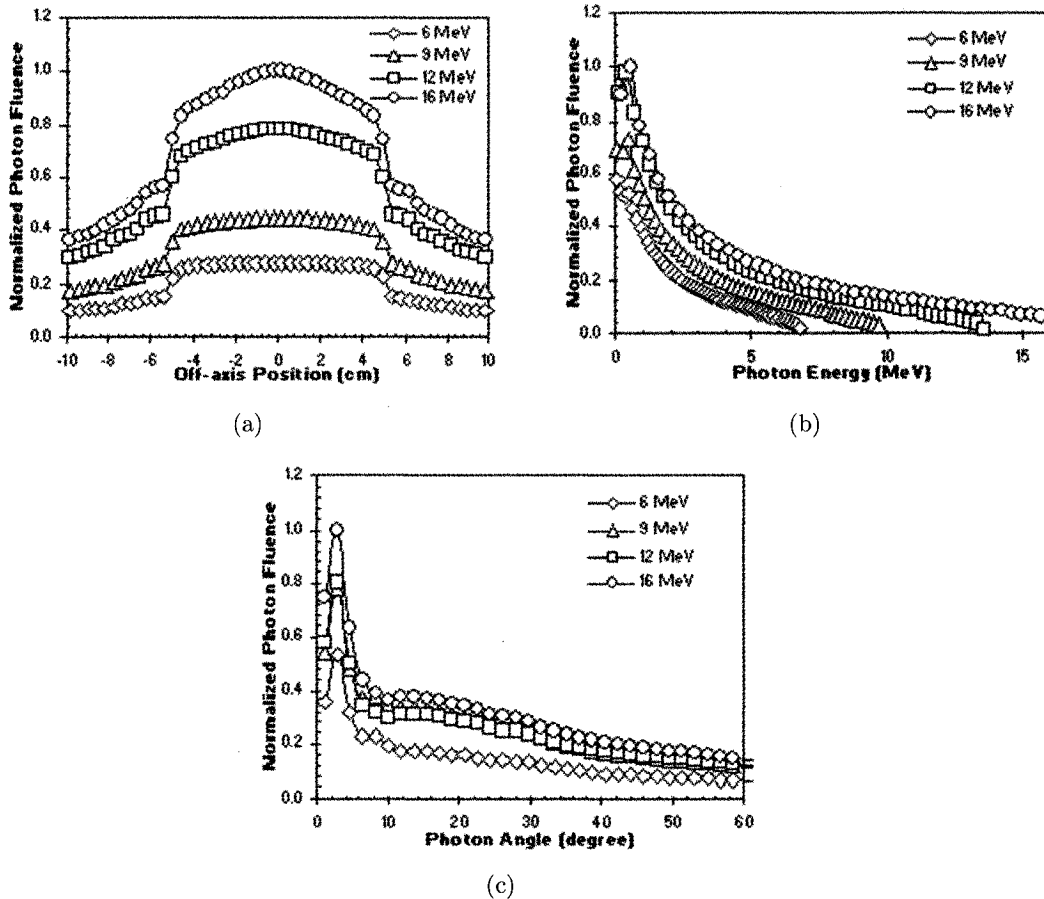 1.2
1.0
0.8
0.6
0.4
0.2
0.0
Normalized Photon Fluence
6 MeV
9 MeV
12 MeV
16 MeV
-10 -8 -6 -4 -2 0 2 4 6 8 10
Off-axis Position (cm)
(a)
1.2
1.0
0.8
0.6
0.4
0.2
0.0
Normalized Photon Fluence
6 MeV
9 MeV
12 MeV
16 MeV
0 5 10 15
Photon Energy (MeV)
(b)
1.2
1.0
0.8
0.6
0.4
0.2
0.0
Normalized Photon Fluence
6 MeV
9 MeV
12 MeV
16 MeV
0 10 20 30 40 50 60
Photon Angle (degree)
(c)